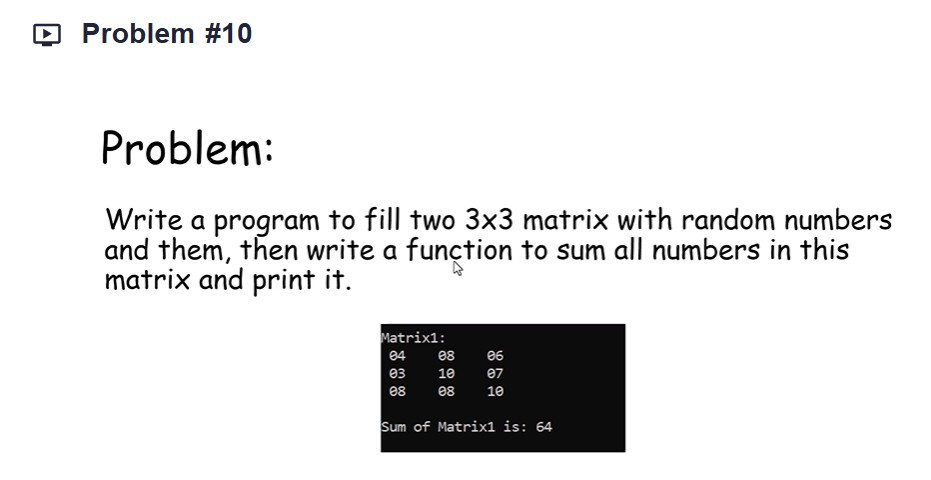 Problem #10
Problem:
Write a program to fill two 3x3 matrix with random numbers
and them, then write a function to sum all numbers in this
matrix and print it.
Matrix1:
04 08 06
03 10 07
08 08 10
Sum of Matrix1 is: 64